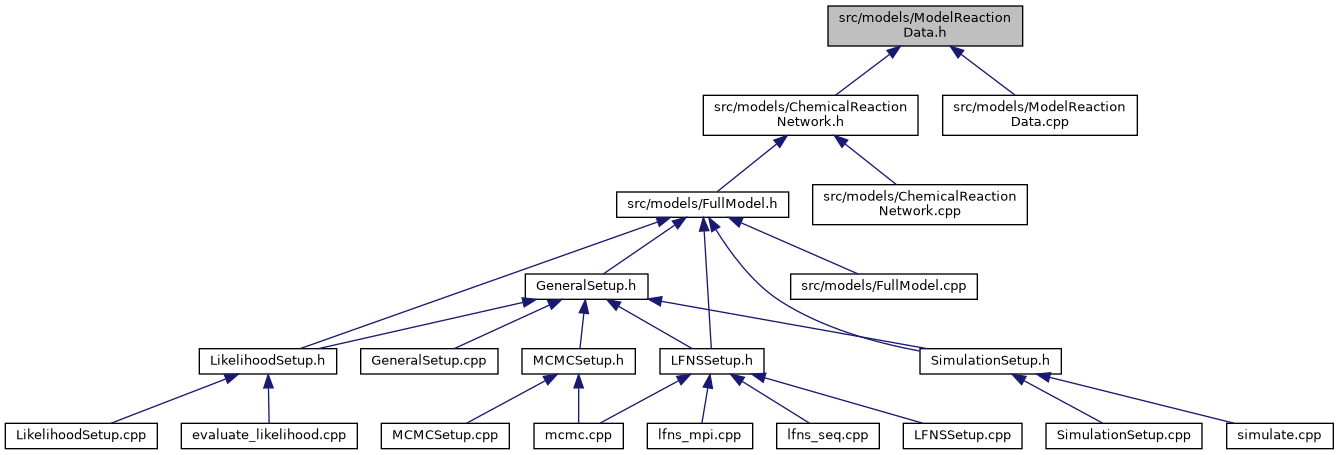 src/models/ModelReaction
Data.h
src/models/ChemicalReaction
Network.h
src/models/ModelReaction
Data.cpp
src/models/FullModel.h
src/models/ChemicalReaction
Network.cpp
GeneralSetup.h
src/models/FullModel.cpp
LikelihoodSetup.h
GeneralSetup.cpp
MCMCSetup.h
LFNSSetup.h
SimulationSetup.h
LikelihoodSetup.cpp
evaluate_likelihood.cpp
MCMCSetup.cpp
mcmc.cpp
lfns_mpi.cpp
lfns_seq.cpp
LFNSSetup.cpp
SimulationSetup.cpp
simulate.cpp